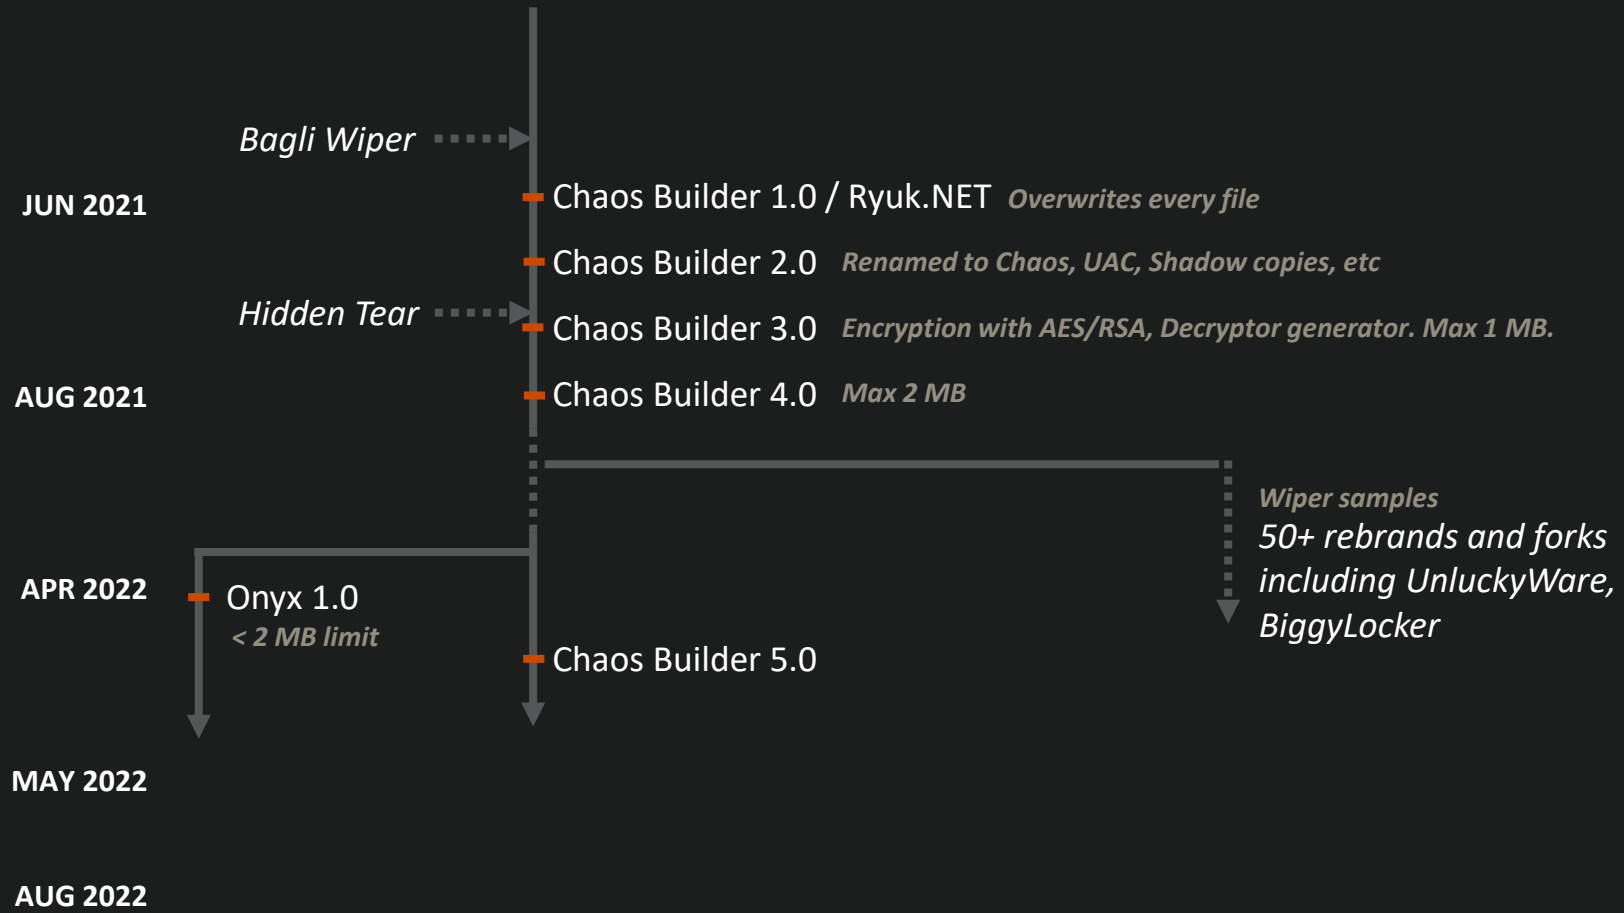 Bagli Wiper
JUN 2021
Chaos Builder 1.0 / Ryuk.NET Overwrites every file
Chaos Builder 2.0 Renamed to Chaos, UAC, Shadow copies, etc
Hidden Tear
Chaos Builder 3.0 Encryption with AES/RSA, Decryptor generator. Max 1 MB.
AUG 2021
Chaos Builder 4.0 Max 2 MB
Wiper samples
50+ rebrands and forks
including UnluckyWare,
BiggyLocker
APR 2022
Onyx 1.0
< 2 MB limit
Chaos Builder 5.0
MAY 2022
AUG 2022